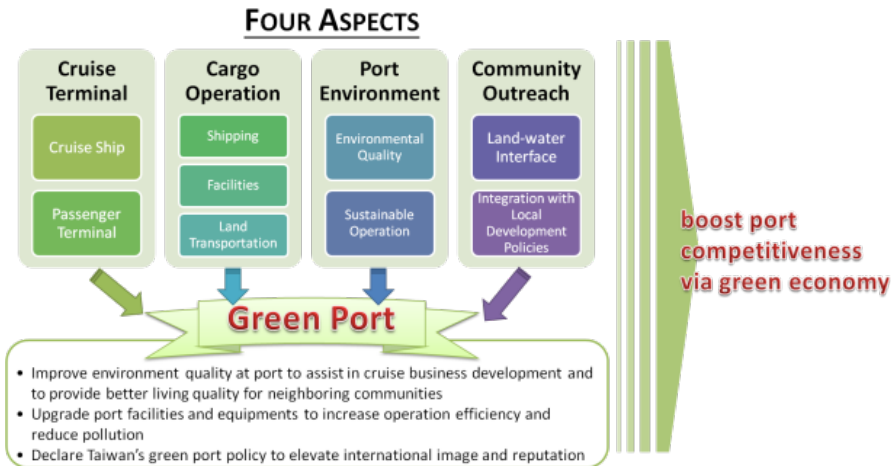 FOUR ASPECTS
Cruise
Terminal
Cruise Ship
Passenger
Terminal
Cargo
Operation
Shipping
Facilities
Land
Transportation
Port
Environment
Environmental
Quality
Sustainable
Operation
Community
Outreach
Land-water
Interface
Integration with
Local
Development
Policies
Green Port
• Improve environment quality at port to assist in cruise business development and
to provide better living quality for neighboring communities
• Upgrade port facilities and equipments to increase operation efficiency and
reduce pollution
• Declare Taiwan's green port policy to elevate international image and reputation
boost port
competitiveness
via green economy